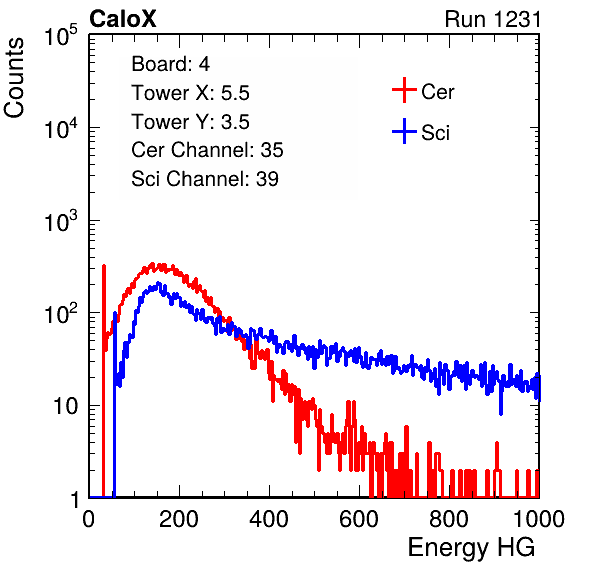 CaloX Run 1231
Counts
Board: 4
Tower X: 5.5
Tower Y: 3.5
Cer Channel: 35
Sci Channel: 39
Cer
Sci
10^5
10^4
10^3
10^2
10
1
0 200 400 600 800 1000
Energy HG